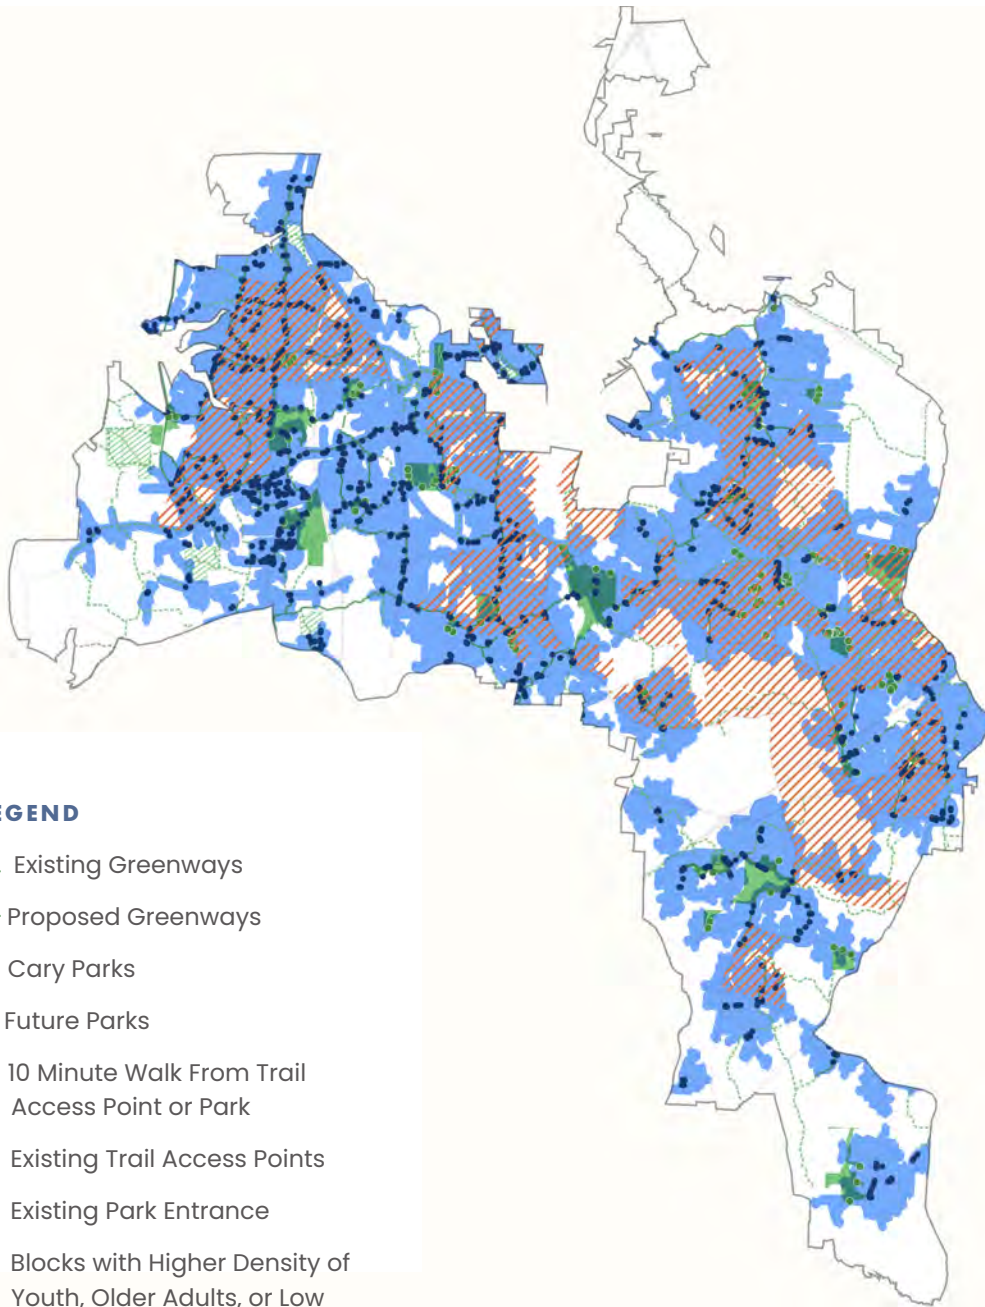 EGEND
Existing Greenways
Proposed Greenways
Cary Parks
Future Parks
10 Minute Walk From Trail
Access Point or Park
Existing Trail Access Points
Existing Park Entrance
Blocks with Higher Density of
Youth, Older Adults, or Low